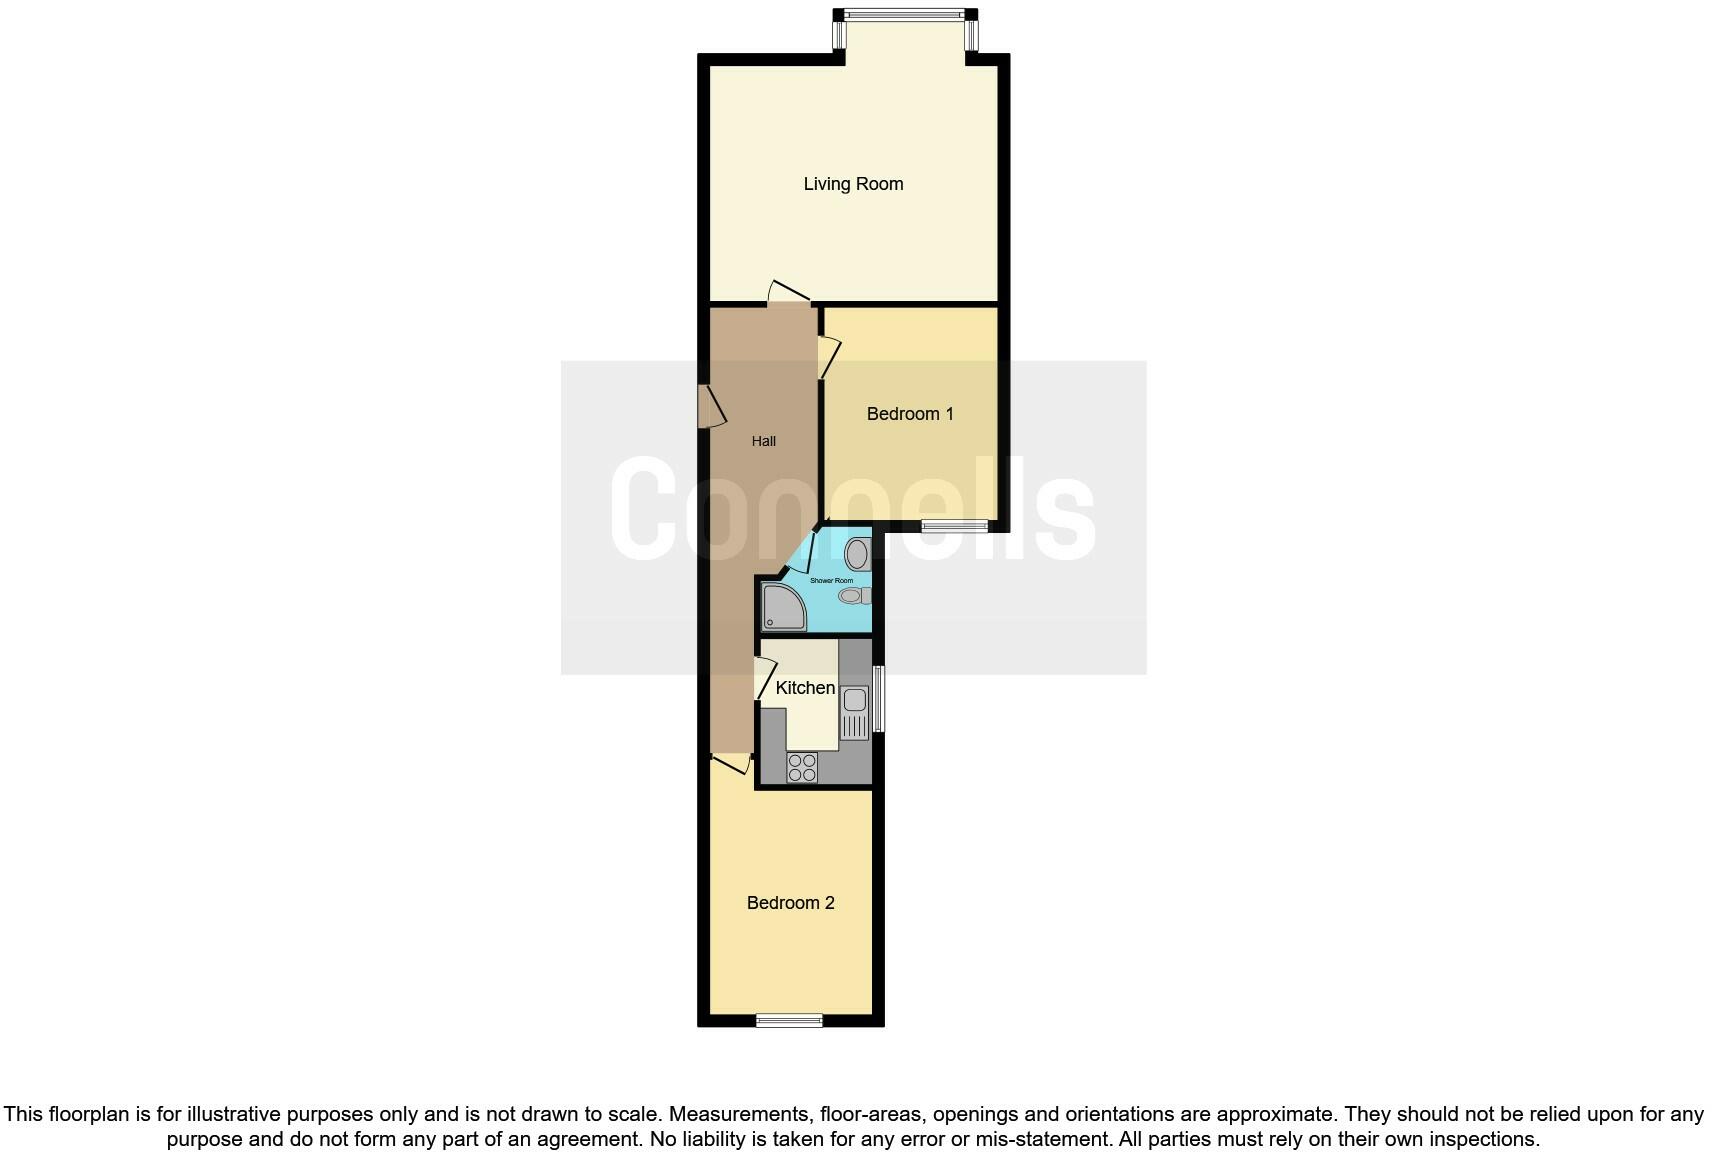 Living Room
Bedroom 1
Hall
Connells
Shower Room
Kitchen
Bedroom 2
This floorplan is for illustrative purposes only and is not drawn to scale. Measurements, floor-areas, openings and orientations are approximate. They should not be relied upon for any
purpose and do not form any part of an agreement. No liability is taken for any error or mis-statement. All parties must rely on their own inspections.